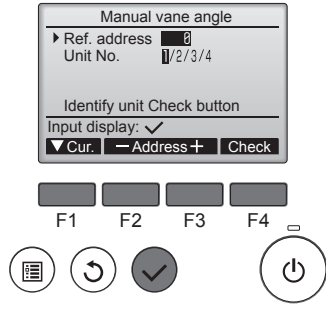 Manual vane angle
Ref. address 0
Unit No. 1/2/3/4
Identify unit Check button
Input display: ✓
▼Cur. －Address＋ Check
F1 F2 F3 F4